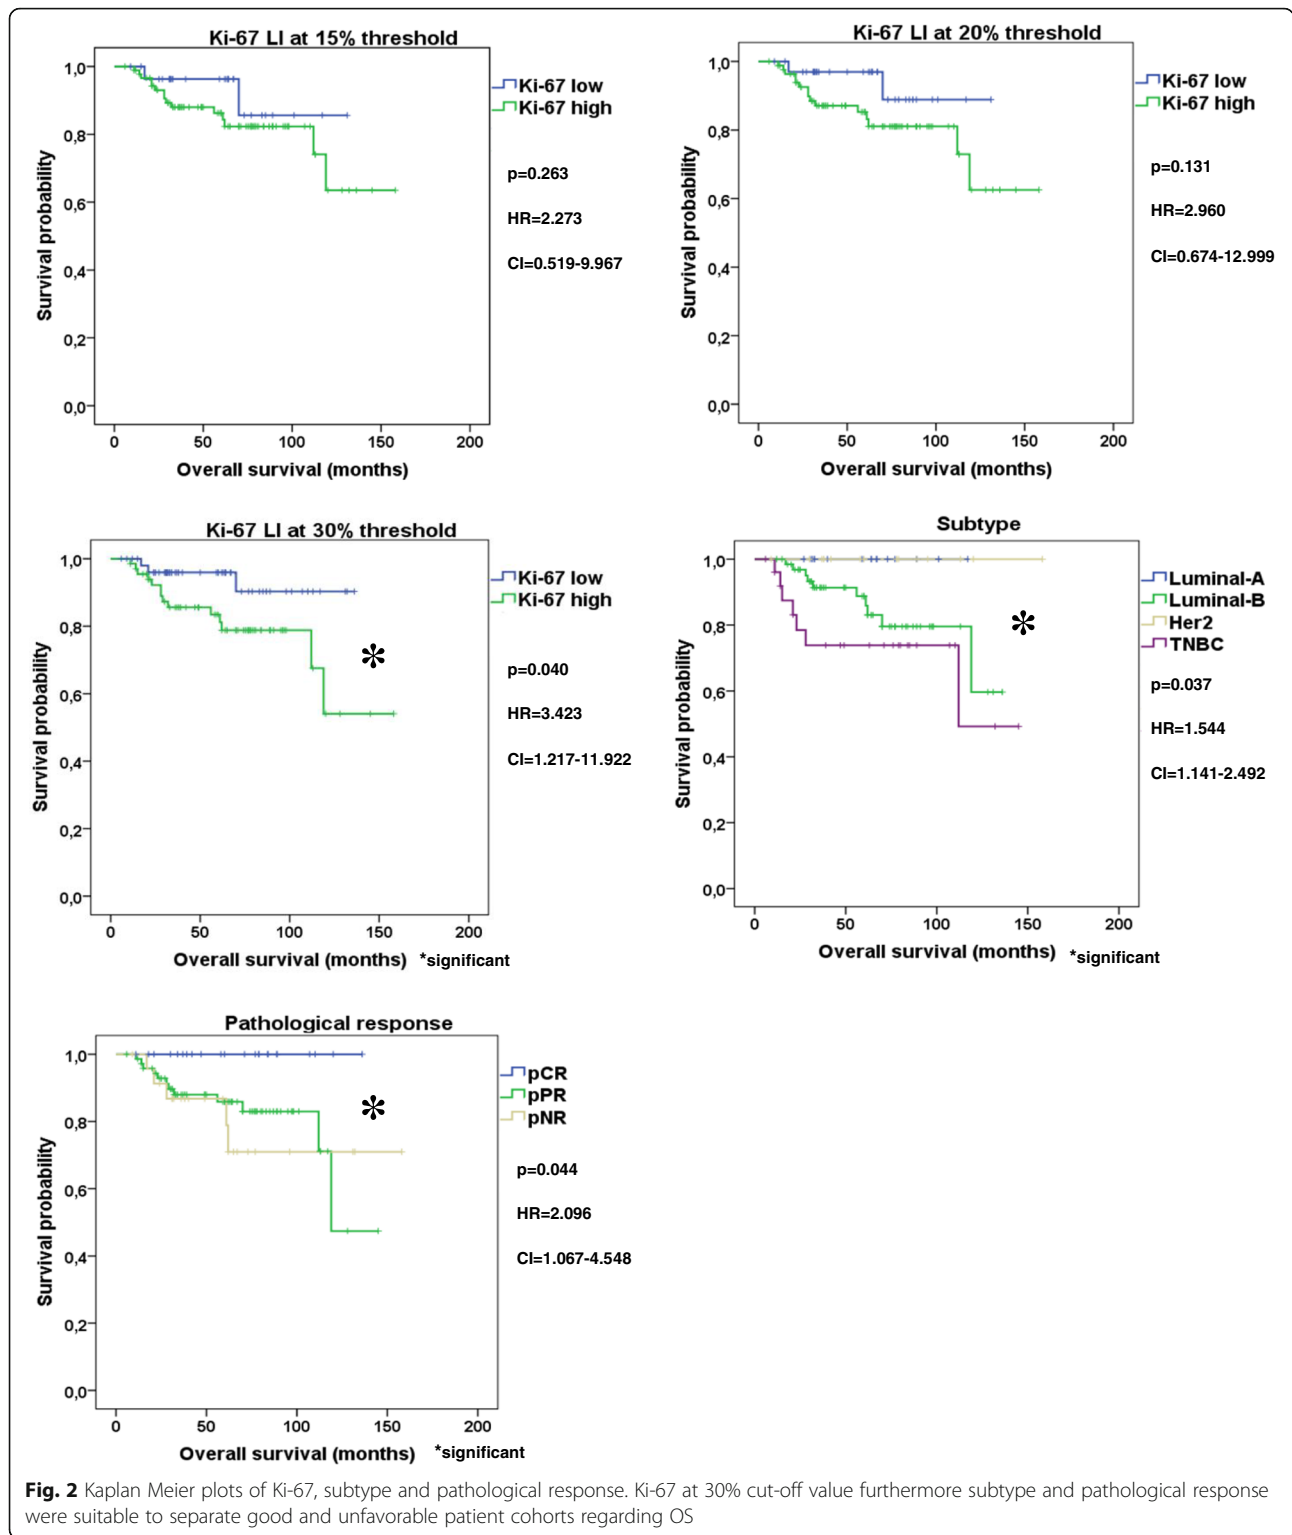 Ki-67 LI at 15% threshold
1,0
0,8
0,6
0,4
0,2
0,0
Survival probability
0 50 100 150 200
Overall survival (months)
Ki-67 low
Ki-67 high
p=0.263
HR=2.273
CI=0.519-9.967
Ki-67 LI at 20% threshold
1,0
0,8
0,6
0,4
0,2
0,0
Survival probability
0 50 100 150 200
Overall survival (months)
Ki-67 low
Ki-67 high
p=0.131
HR=2.960
CI=0.674-12.999
Ki-67 LI at 30% threshold
1,0
0,8
0,6
0,4
0,2
0,0
Survival probability
0 50 100 150 200
Overall survival (months) *significant
Ki-67 low
Ki-67 high
*
p=0.040
HR=3.423
CI=1.217-11.922
Subtype
1,0
0,8
0,6
0,4
0,2
0,0
Survival probability
0 50 100 150 200
Overall survival (months) *significant
Luminal-A
Luminal-B
Her2
TNBC
*
p=0.037
HR=1.544
CI=1.141-2.492
Pathological response
1,0
0,8
0,6
0,4
0,2
0,0
Survival probability
0 50 100 150 200
Overall survival (months) *significant
pCR
pPR
pNR
*
p=0.044
HR=2.096
CI=1.067-4.548
Fig. 2 Kaplan Meier plots of Ki-67, subtype and pathological response. Ki-67 at 30% cut-off value furthermore subtype and pathological response
were suitable to separate good and unfavorable patient cohorts regarding OS